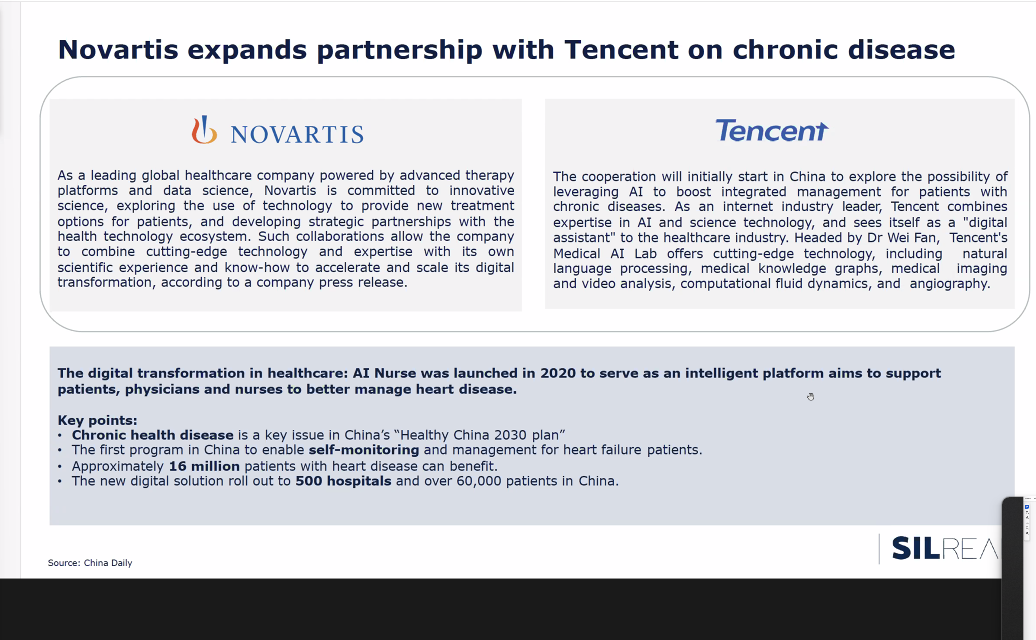 Novartis expands partnership with Tencent on chronic disease
NOVARTIS
As a leading global healthcare company powered by advanced therapy
platforms and data science, Novartis is committed to innovative
science, exploring the use of technology to provide new treatment
options for patients, and developing strategic partnerships with the
health technology ecosystem. Such collaborations allow the company
to combine cutting-edge technology and expertise with its own
scientific experience and know-how to accelerate and scale its digital
transformation, according to a company press release.
Tencent
The cooperation will initially start in China to explore the possibility of
leveraging AI to boost integrated management for patients with
chronic diseases. As an internet industry leader, Tencent combines
expertise in AI and science technology, and sees itself as a "digital
assistant" to the healthcare industry. Headed by Dr Wei Fan, Tencent's
Medical AI Lab offers cutting-edge technology, including natural
language processing, medical knowledge graphs, medical imaging
and video analysis, computational fluid dynamics, and angiography.
The digital transformation in healthcare: AI Nurse was launched in 2020 to serve as an intelligent platform aims to support
patients, physicians and nurses to better manage heart disease.
Key points:
• Chronic health disease is a key issue in China's “Healthy China 2030 plan”
• The first program in China to enable self-monitoring and management for heart failure patients.
• Approximately 16 million patients with heart disease can benefit.
• The new digital solution roll out to 500 hospitals and over 60,000 patients in China.
Source: China Daily
SILREA